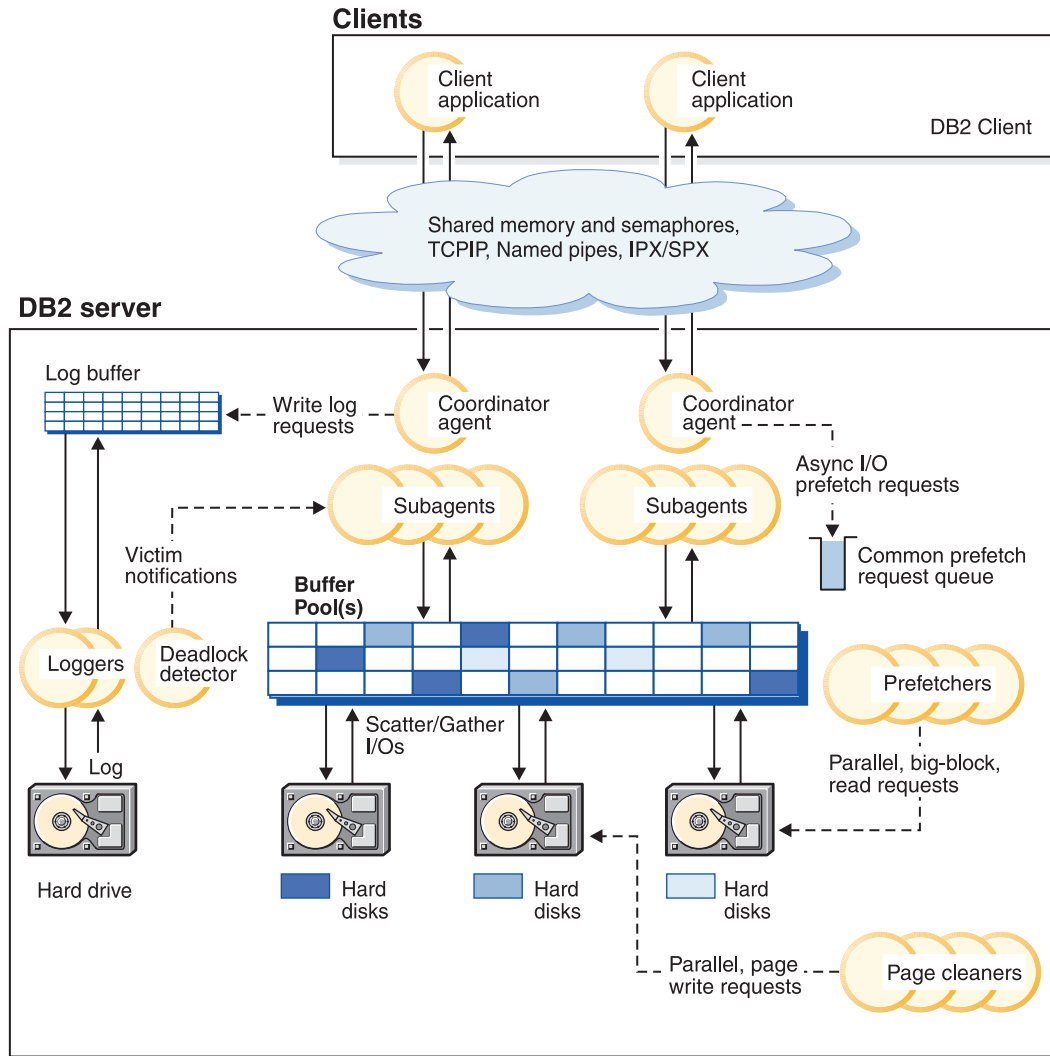 Clients
Client
application
Client
application
DB2 Client
Shared memory and semaphores,
TCPIP, Named pipes, IPX/SPX
DB2 server
Log buffer
Write log
requests
Coordinator
agent
Coordinator
agent
Async I/O
prefetch requests
Subagents
Subagents
Common prefetch
request queue
Victim
notifications
Buffer
Pool(s)
Loggers
Deadlock
detector
Prefetchers
Scatter/Gather
I/Os
Log
Parallel, big-block,
read requests
Hard drive
Hard
disks
Hard
disks
Hard
disks
Parallel, page
write requests
Page cleaners